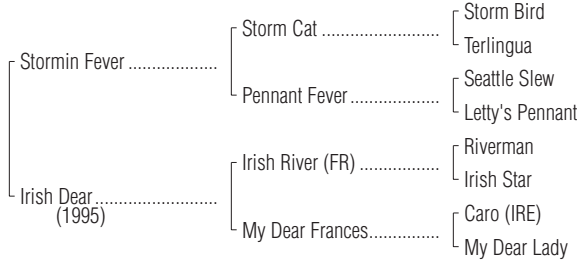 Storm Bird
Storm Cat ........................
Terlingua
Stormin Fever ..................
Seattle Slew
Pennant Fever ..................
Letty's Pennant
Riverman
Irish River (FR) ................
Irish Star
Irish Dear.........................
(1995)
Caro (IRE)
My Dear Frances..............
My Dear Lady